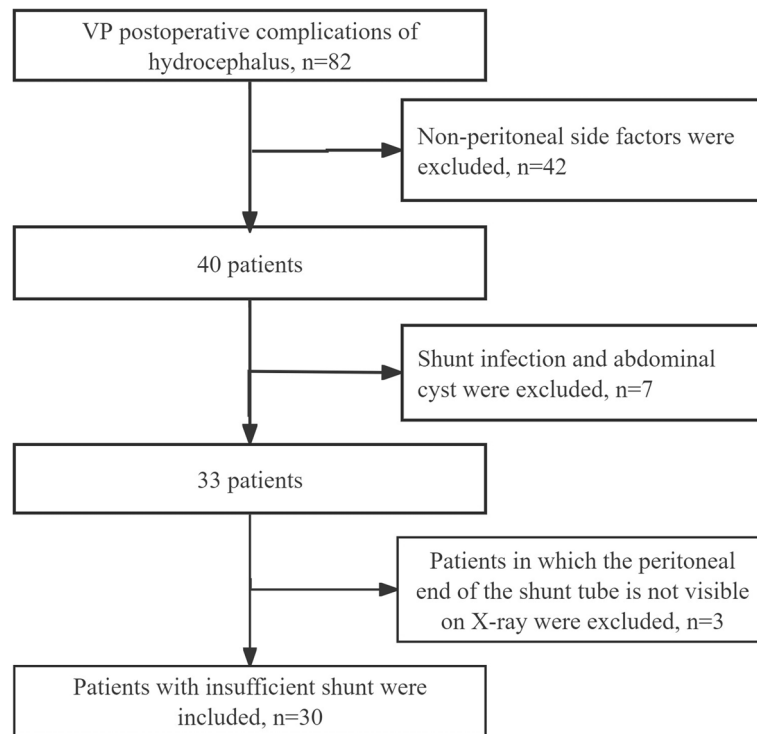 VP postoperative complications of
hydrocephalus, n=82
Non-peritoneal side factors were
excluded, n=42
40 patients
Shunt infection and abdominal
cyst were excluded, n=7
33 patients
Patients in which the peritoneal
end of the shunt tube is not visible
on X-ray were excluded, n=3
Patients with insufficient shunt were
included, n=30